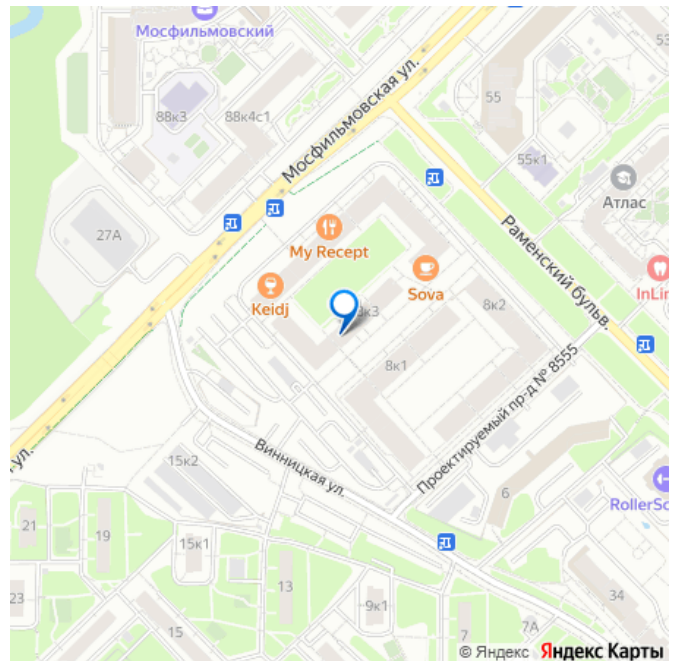 Мосфильмовский
53
55
88к3
88к4с1
Мосфильмовская ул.
55к1
Атлас
27А
My Recept
Раменский бульв.
Keidj
Sova
InLin
8к2
8к1
Проектируемый пр-д № 8555
ул.
15к2
Винницкая ул.
6
RollerSc
21
19
15к1
13
23
9к1
34
15
7
7А
© Яндекс Яндекс Карты